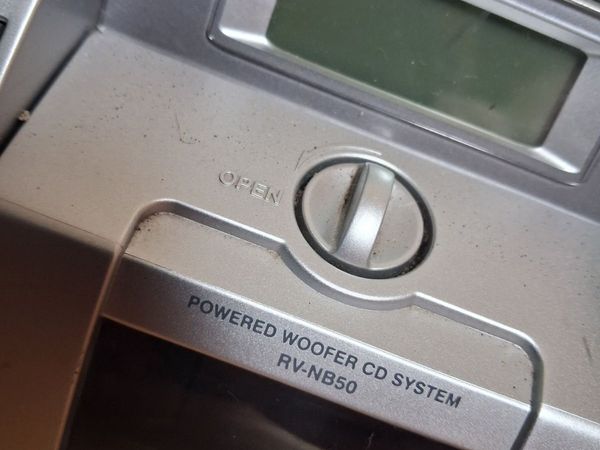 OPEN
POWERED WOOFER CD SYSTEM
RV-NB50